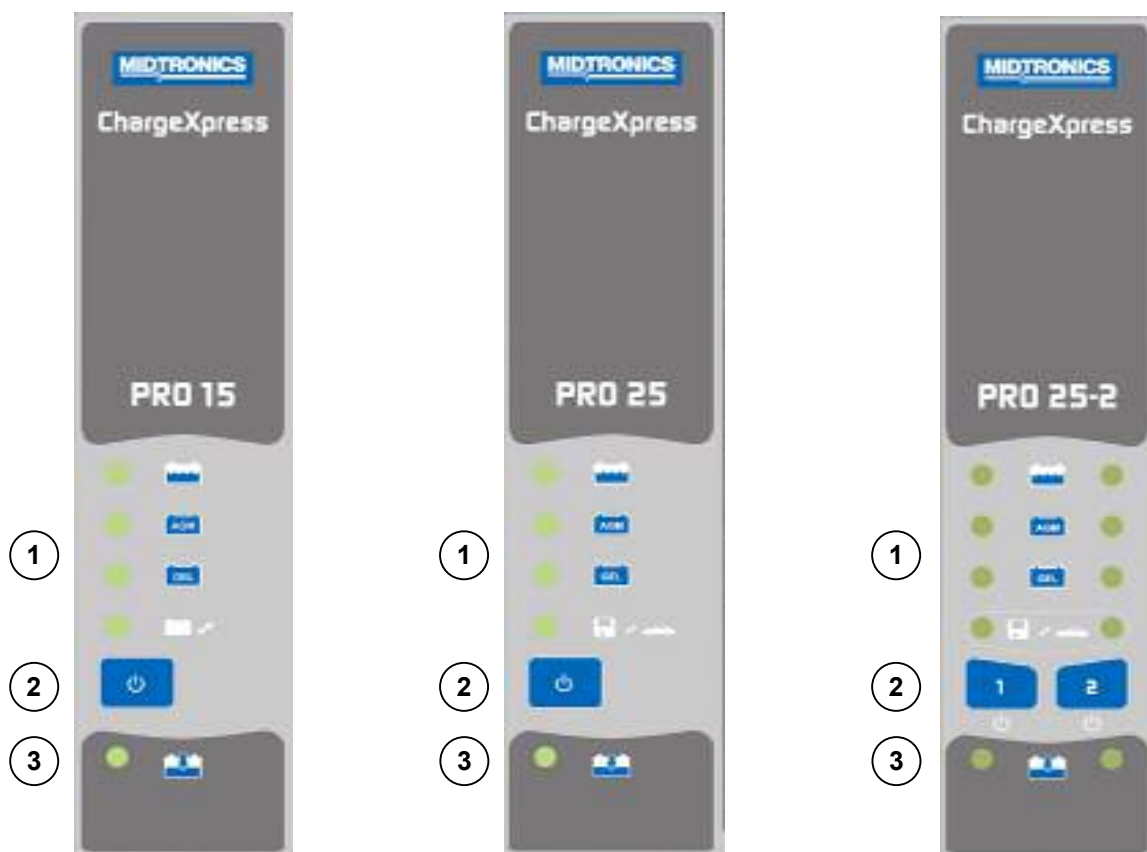 MIDTRONICS
ChargeXpress
PRO 15
AGM
GEL
1
2
3
MIDTRONICS
ChargeXpress
PRO 25
AGM
GEL
1
2
3
MIDTRONICS
ChargeXpress
PRO 25-2
AGM
GEL
1
2
1 2
3